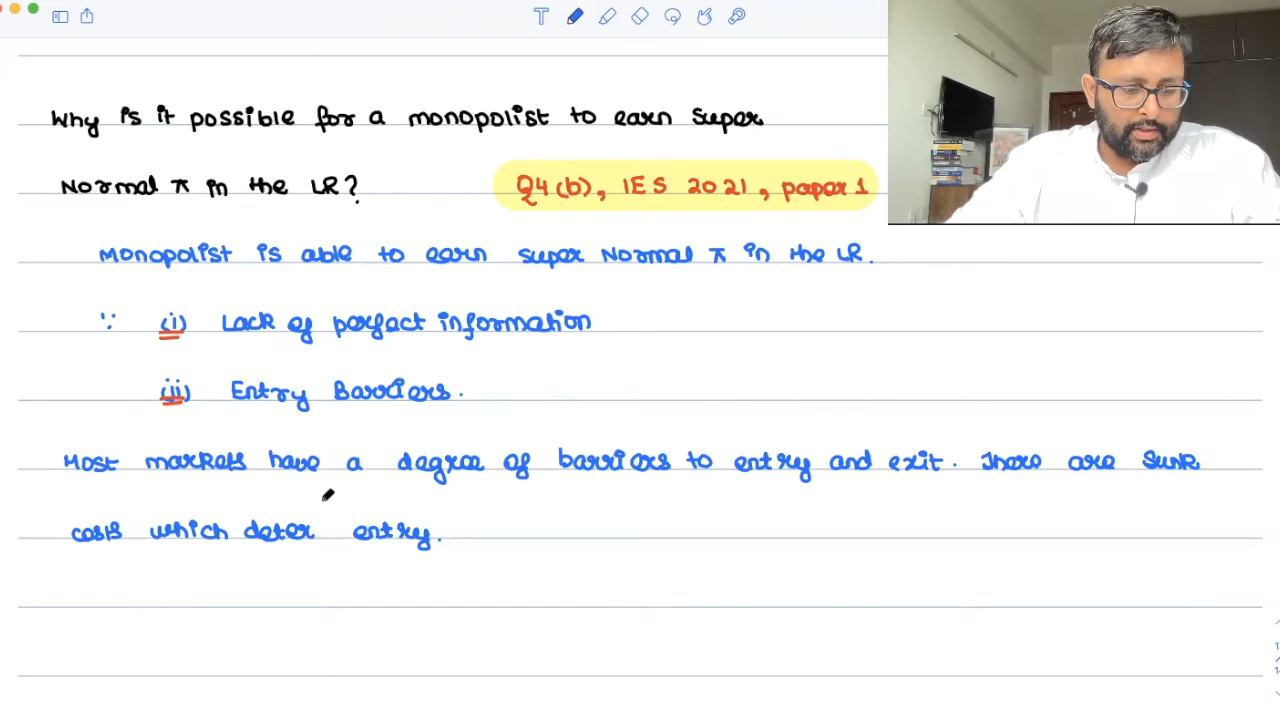 Why is it possible for a monopolist to earn super
Normal π in the LR?
Q4(b), IES 2021, paper 1
Monopolist is able to earn super Normal π in the LR.
∵ (i) Lack of perfect information
(ii) Entry Barriers.
Most markets have a degree of barriers to entry and exit. There are sunk
costs which deter entry.